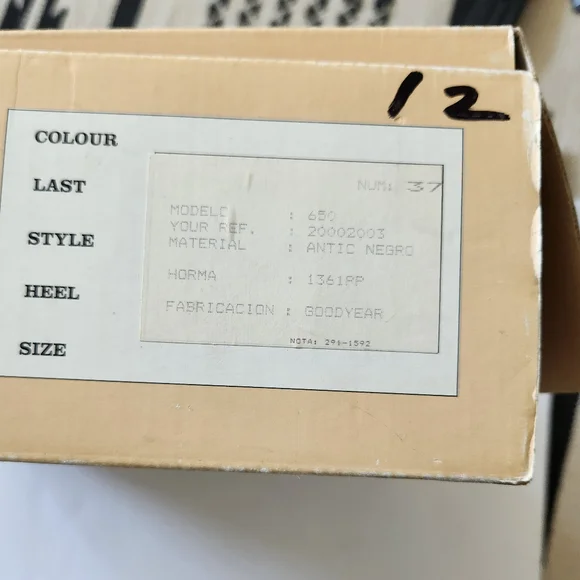 12
COLOUR
LAST
STYLE
HEEL
SIZE
NUM: 37
MODELO : 650
YOUR REF. : 20002003
MATERIAL : ANTIC NEGRO
HORMA : 1361PP
FABRICACION : GOODYEAR
NOTA: 296-1592